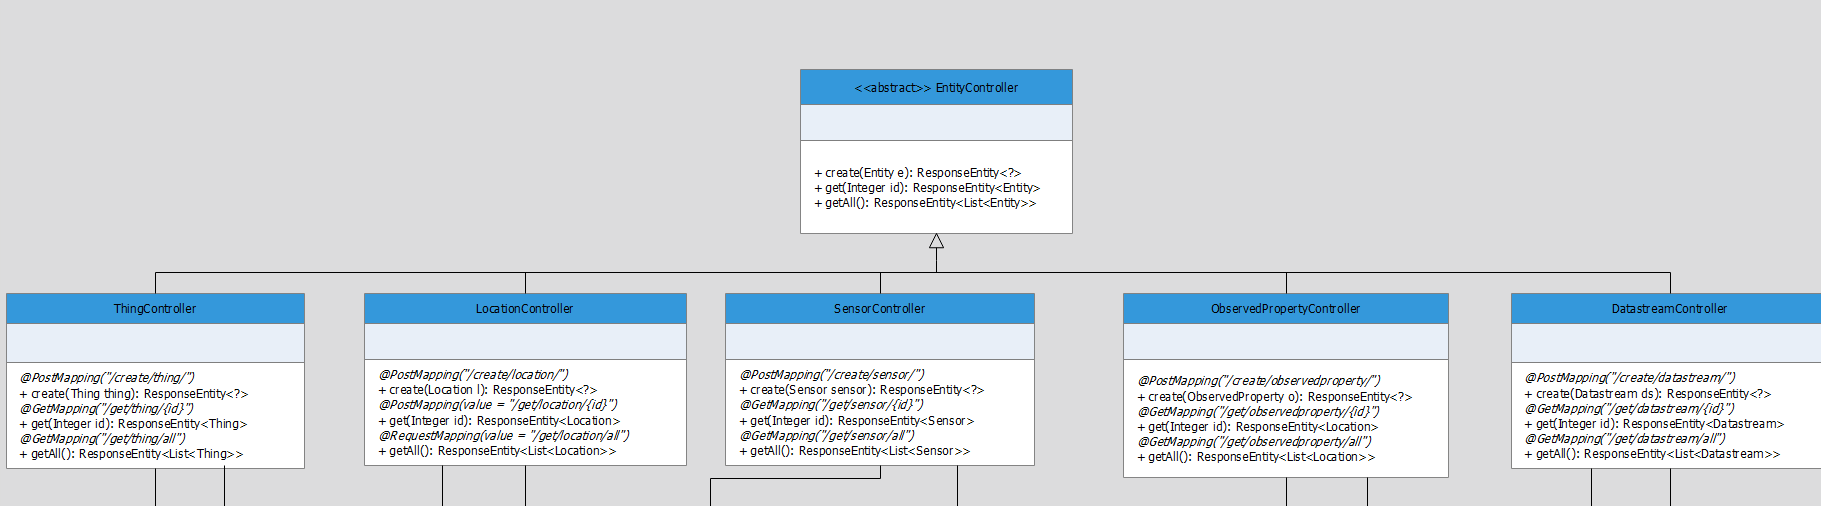 <<abstract>> EntityController
+ create(Entity e): ResponseEntity<?>
+ get(Integer id): ResponseEntity<Entity>
+ getAll(): ResponseEntity<List<Entity>>
ThingController
@PostMapping("/create/thing/")
+ create(Thing thing): ResponseEntity<?>
@GetMapping("/get/thing/{id}")
+ get(Integer id): ResponseEntity<Thing>
@GetMapping("/get/thing/all")
+ getAll(): ResponseEntity<List<Thing>>
LocationController
@PostMapping("/create/location/")
+ create(Location l): ResponseEntity<?>
@PostMapping(value = "/get/location/{id}")
+ get(Integer id): ResponseEntity<Location>
@RequestMapping(value = "/get/location/all")
+ getAll(): ResponseEntity<List<Location>>
SensorController
@PostMapping("/create/sensor/")
+ create(Sensor sensor): ResponseEntity<?>
@GetMapping("/get/sensor/{id}")
+ get(Integer id): ResponseEntity<Sensor>
@GetMapping("/get/sensor/all")
+ getAll(): ResponseEntity<List<Sensor>>
ObservedPropertyController
@PostMapping("/create/observedproperty/")
+ create(ObservedProperty o): ResponseEntity<?>
@GetMapping("/get/observedproperty/{id}")
+ get(Integer id): ResponseEntity<Location>
@GetMapping("/get/observedproperty/all")
+ getAll(): ResponseEntity<List<Location>>
DatastreamController
@PostMapping("/create/datastream/")
+ create(Datastream ds): ResponseEntity<?>
@GetMapping("/get/datastream/{id}")
+ get(Integer id): ResponseEntity<Datastream>
@GetMapping("/get/datastream/all")
+ getAll(): ResponseEntity<List<Datastream>>